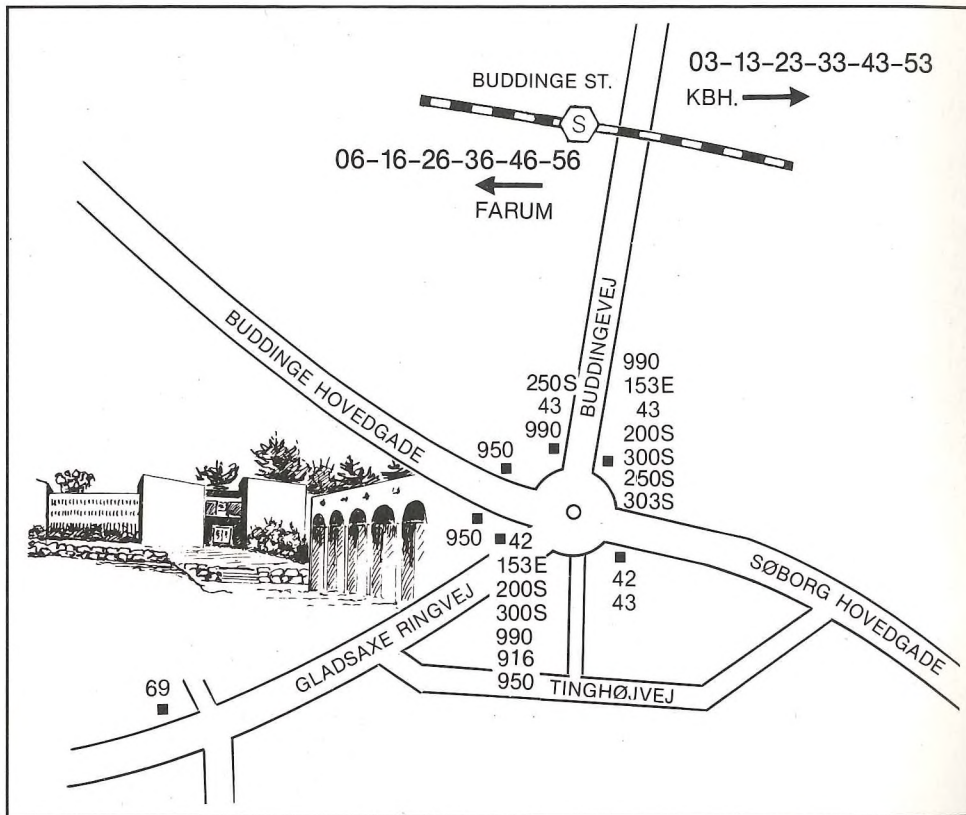 03-13-23-33-43-53
BUDDINGE ST.
KBH.
S
06-16-26-36-46-56
FARUM
BUDDINGE HOVEDGADE
BUDDINGEVEJ
250S
43
990
950
990
153E
43
200S
300S
250S
303S
950
42
153E
200S
300S
990
916
950
42
43
SØBORG HOVEDGADE
GLADSAXE RINGVEJ
TINGHØJVEJ
69